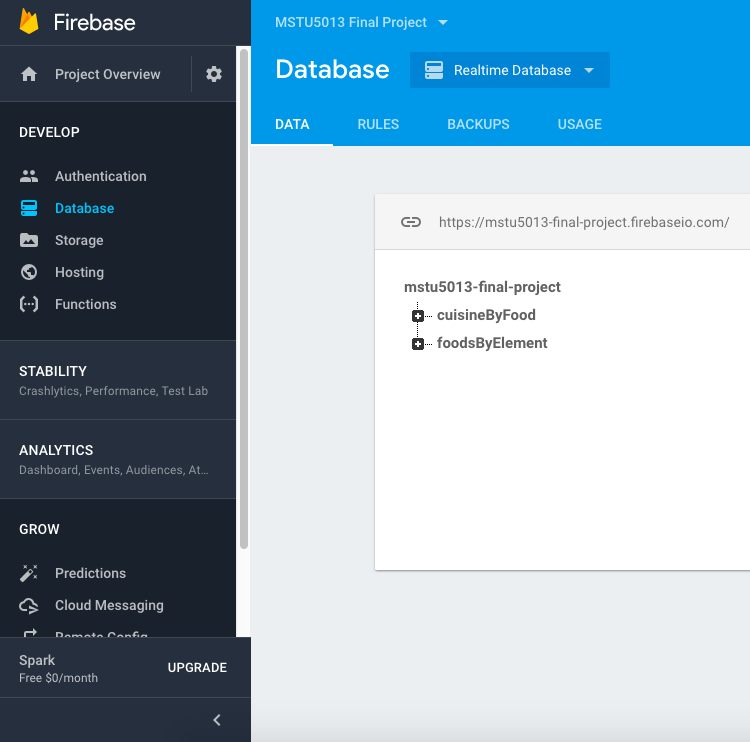 Firebase
Project Overview
DEVELOP
Authentication
Database
Storage
Hosting
Functions
STABILITY
Crashlytics, Performance, Test Lab
ANALYTICS
Dashboard, Events, Audiences, At...
GROW
Predictions
Cloud Messaging
Remote Config
Spark
Free $0/month
UPGRADE
MSTU5013 Final Project
Database
Realtime Database
DATA RULES BACKUPS USAGE
https://mstu5013-final-project.firebaseio.com/
mstu5013-final-project
cuisineByFood
foodsByElement